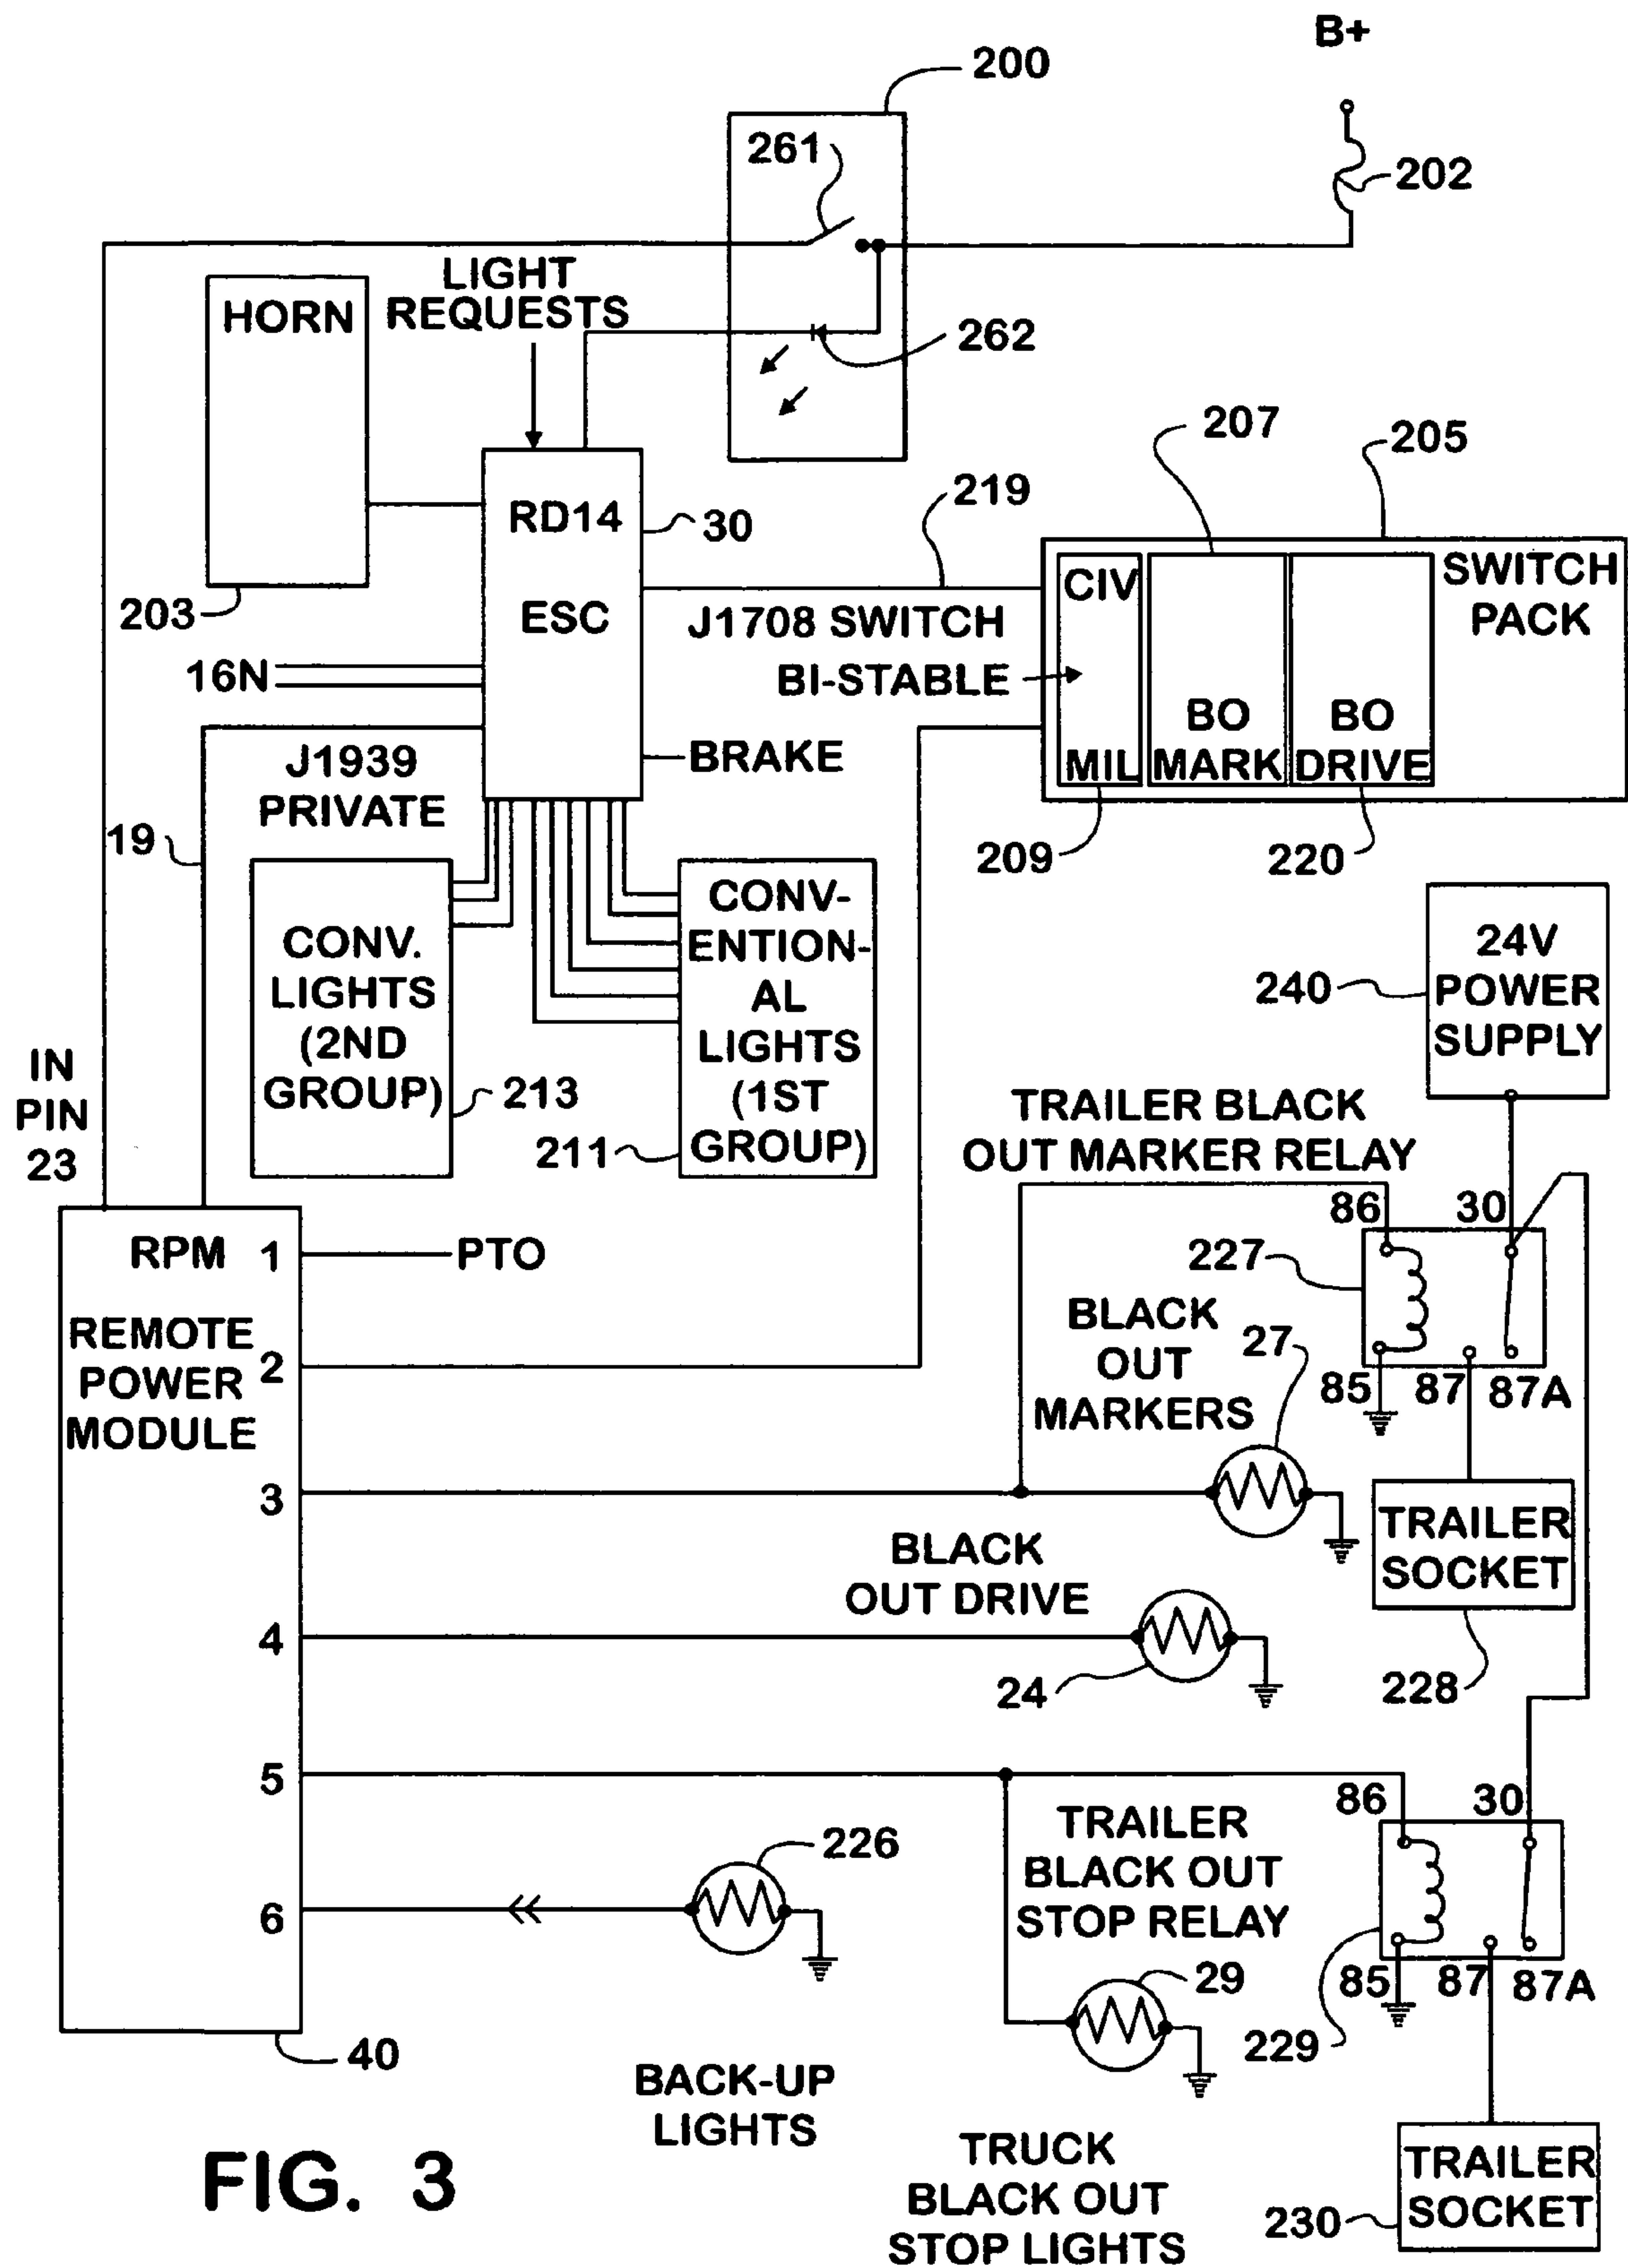 B+
200
261
202
LIGHT
REQUESTS
HORN
262
207
205
219
RD14
30
ESC
203
CIV
SWITCH
PACK
J1708 SWITCH
16N
BI-STABLE
BO
MARK
BO
DRIVE
MIL
J1939
PRIVATE
BRAKE
19
209
220
CONV.
LIGHTS
(2ND
GROUP)
CONV-
ENTION-
AL
LIGHTS
(1ST
GROUP)
24V
POWER
SUPPLY
240
IN
PIN
23
213
211
TRAILER BLACK
OUT MARKER RELAY
86
30
RPM
1
PTO
227
REMOTE
POWER
MODULE
2
BLACK
OUT
MARKERS
27
85
87
87A
3
TRAILER
SOCKET
BLACK
OUT DRIVE
4
24
228
5
86
30
TRAILER
BLACK OUT
STOP RELAY
226
6
29
85
87
87A
229
40
BACK-UP
LIGHTS
FIG. 3
TRUCK
BLACK OUT
STOP LIGHTS
TRAILER
SOCKET
230